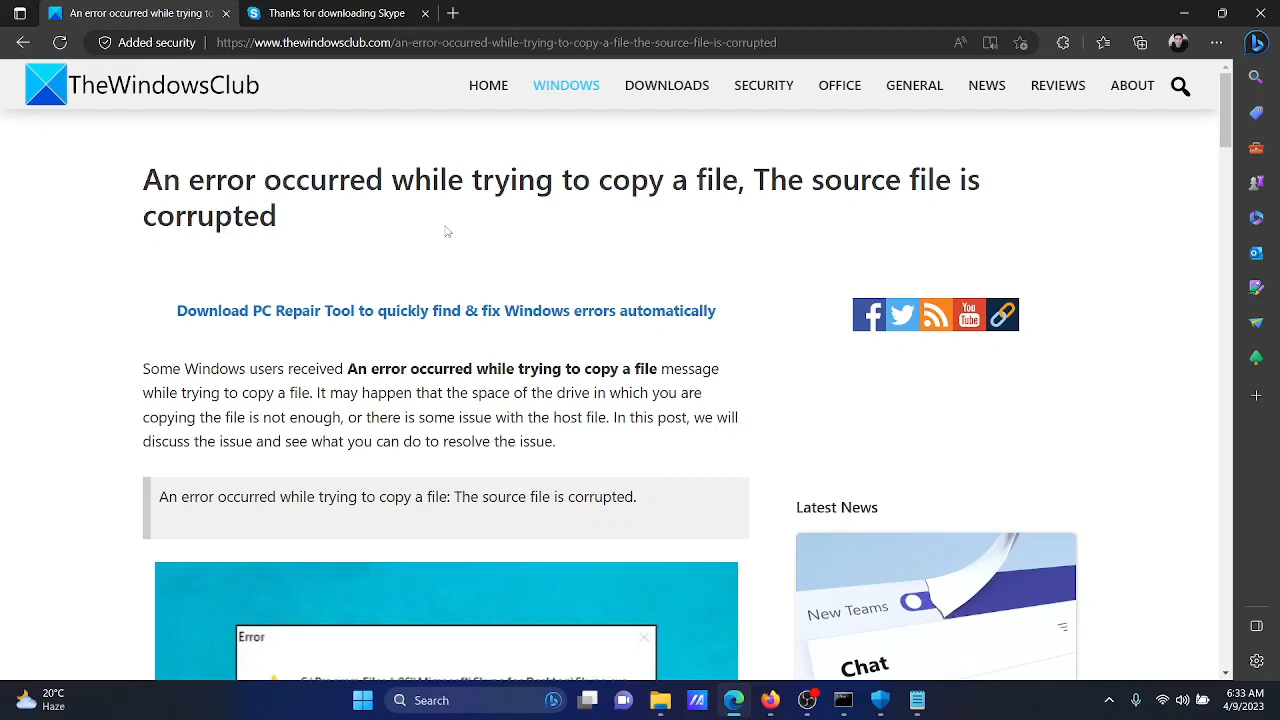 An error occurred while trying to
Thanks for downloading Skype
Added security
https://www.thewindowsclub.com/an-error-occurred-while-trying-to-copy-a-file-the-source-file-is-corrupted
TheWindowsClub
HOME WINDOWS DOWNLOADS SECURITY OFFICE GENERAL NEWS REVIEWS ABOUT
An error occurred while trying to copy a file, The source file is
corrupted
Download PC Repair Tool to quickly find & fix Windows errors automatically
You
Tube
Some Windows users received An error occurred while trying to copy a file message
while trying to copy a file. It may happen that the space of the drive in which you are
copying the file is not enough, or there is some issue with the host file. In this post, we will
discuss the issue and see what you can do to resolve the issue.
An error occurred while trying to copy a file: The source file is corrupted.
Latest News
Error
New Teams
Chat
20°C
Haze
Search
6:33 AM
4/9/2023